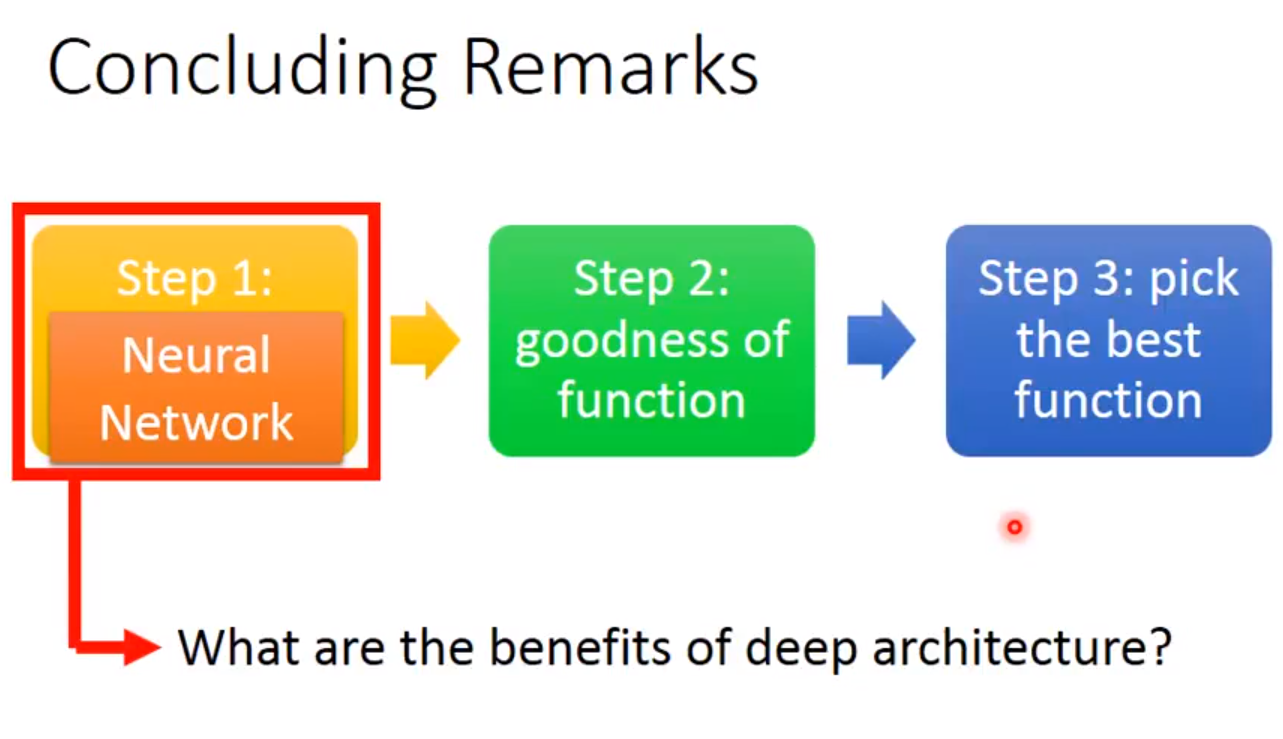 Concluding Remarks
Step 1:
Neural
Network
Step 2:
goodness of
function
Step 3: pick
the best
function
What are the benefits of deep architecture?